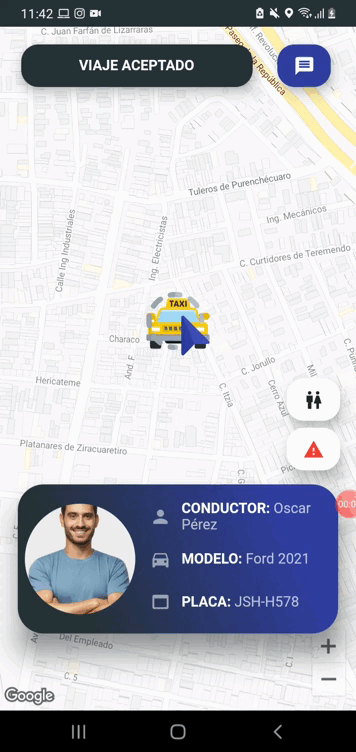 11:42
C. Juan Farfán de Lizarraras
VIAJE ACEPTADO
Paseo de la República
Tuleros de Purenchécuaro
Ing. Mecánicos
Calle Ing Industriales
Ing. Electricistas
C. Curtidores de Teremendo
TAXI
Characo
And. F.
C. Jorullo
Hericateme
C. Itzia
Cerro Azul
Platanares de Ziracuaretiro
CONDUCTOR: Oscar
Pérez
00:0
MODELO: Ford 2021
PLACA: JSH-H578
Del Empleado
C. 5
Google